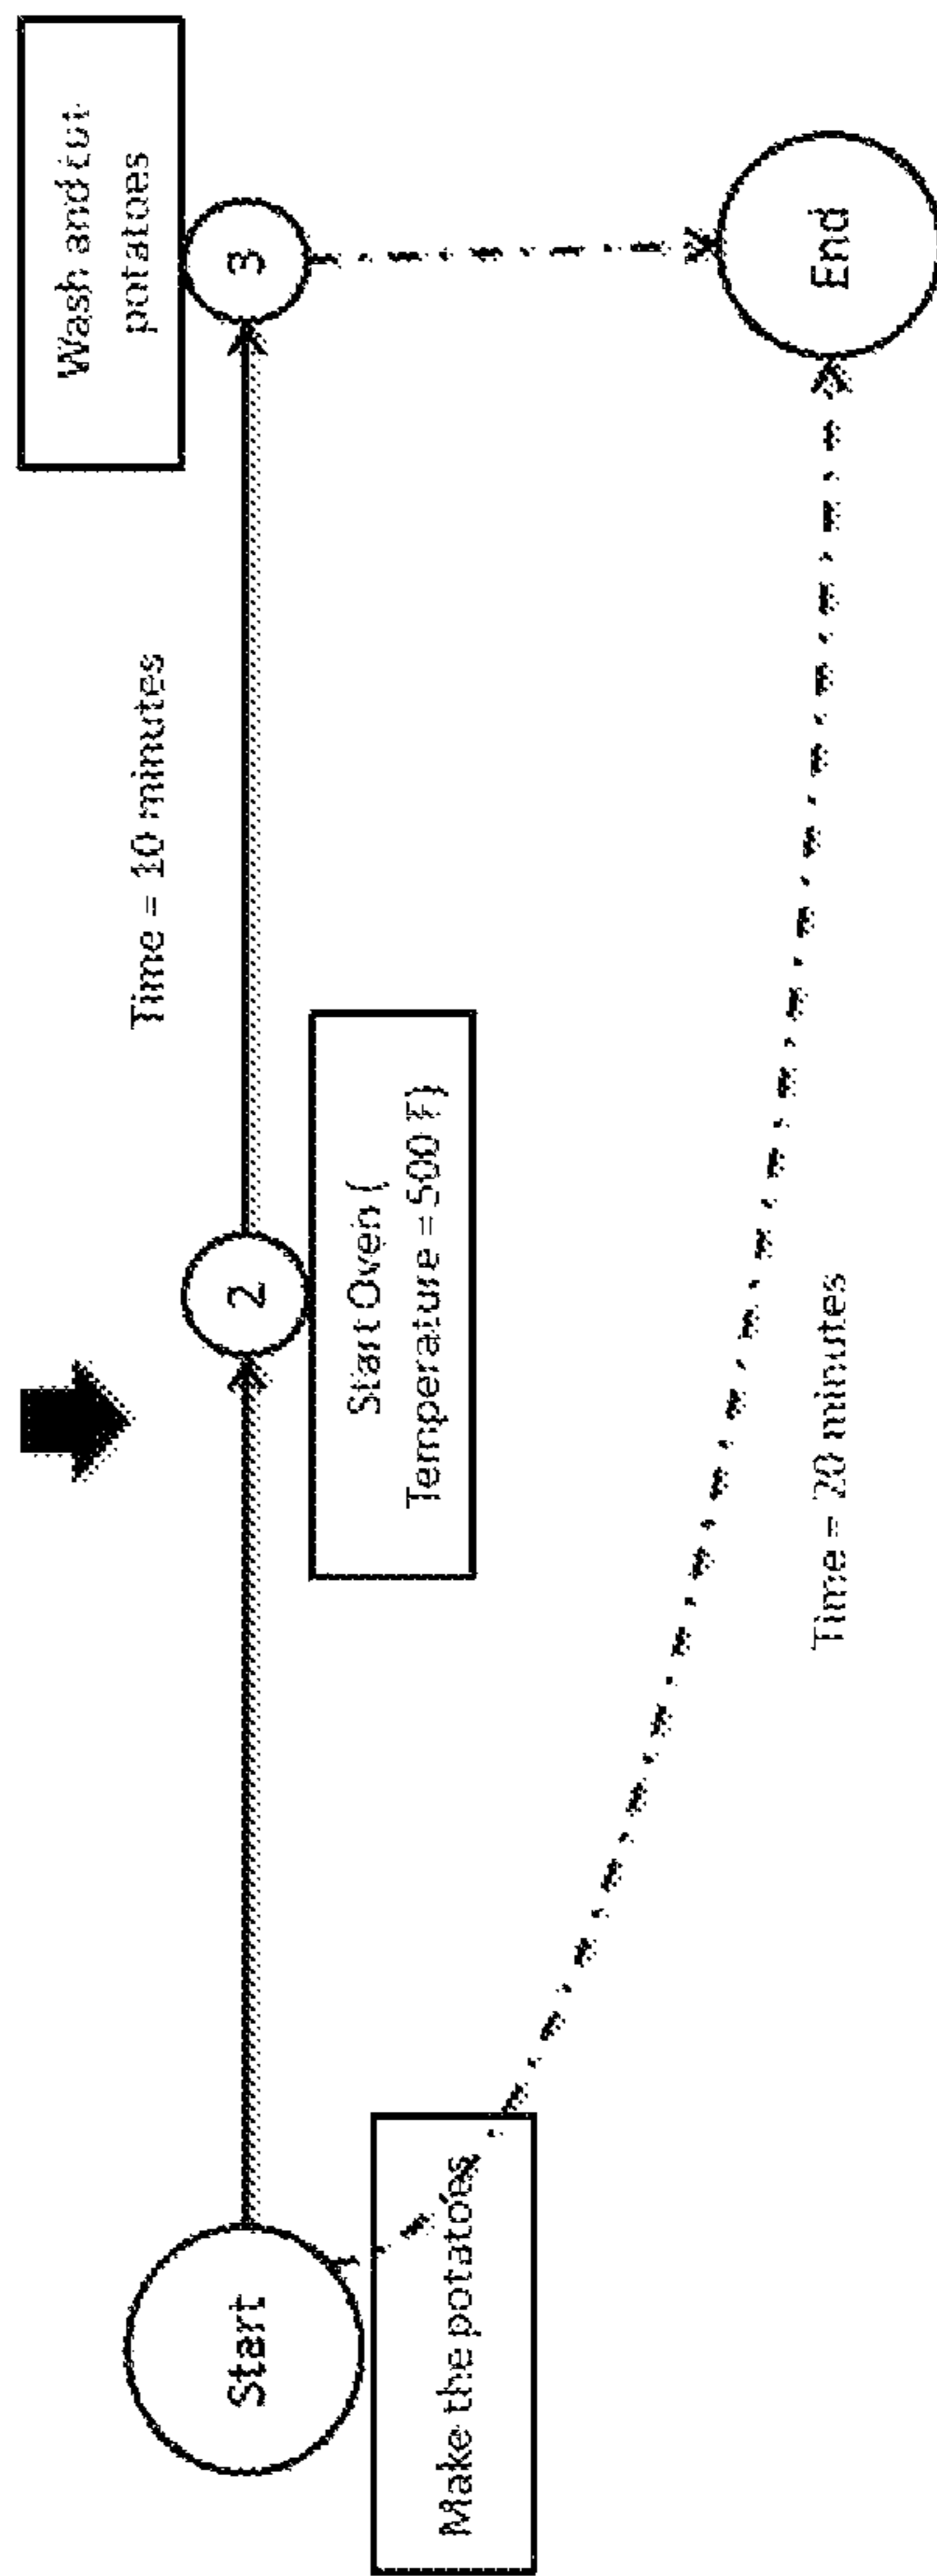 Wash and cut
potatoes
Time = 10 minutes
Start
2
3
Start Oven (
Temperature = 500 F)
Make the potatoes
Time = 20 minutes
End